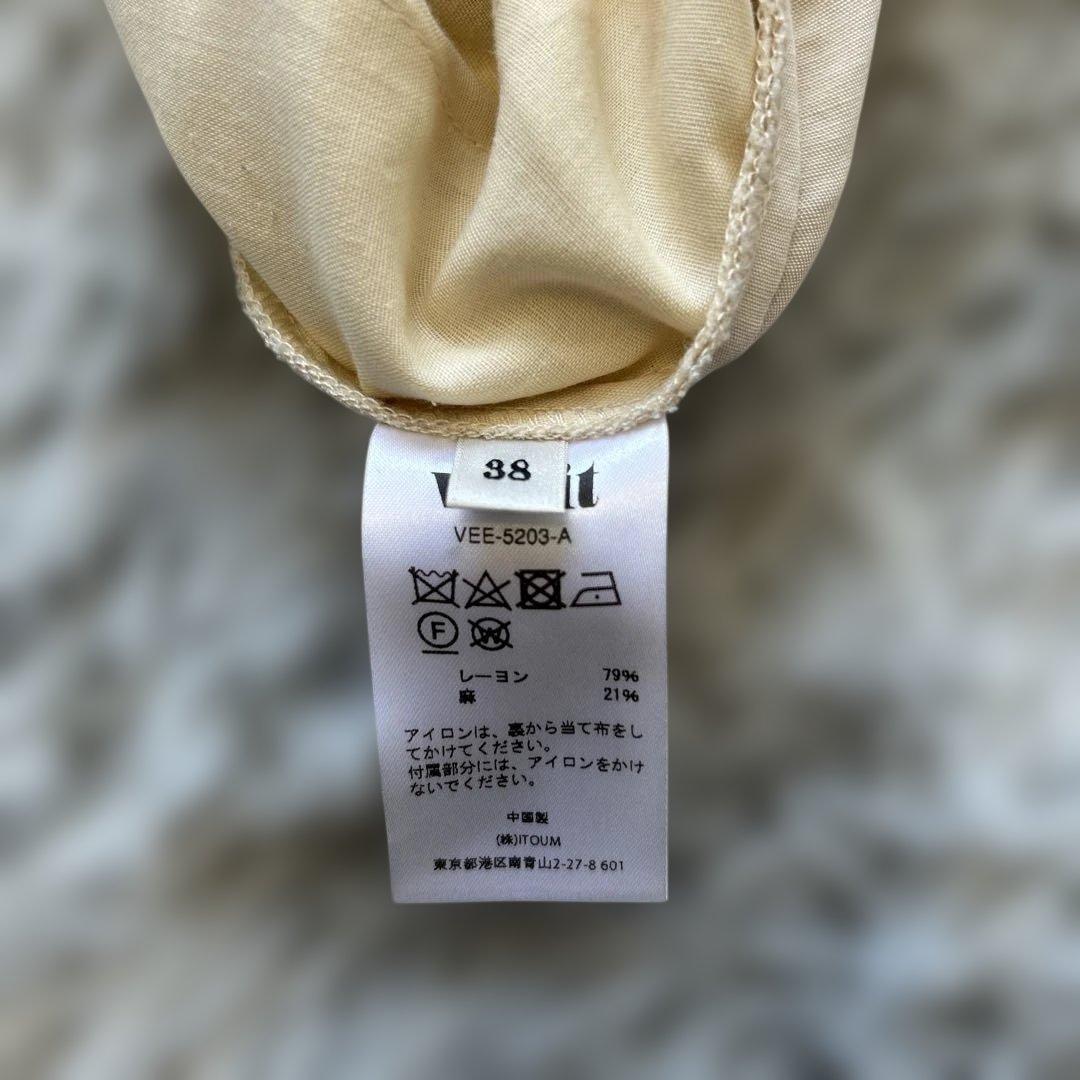 38
it
VEE-5203-A
F
W
レーヨン 79%
麻 21%
アイロンは、裏から当て布をし
てかけてください。
付属部分には、アイロンをかけ
ないでください。
中国製
(株)ITOUM
東京都港区南青山2-27-8 601